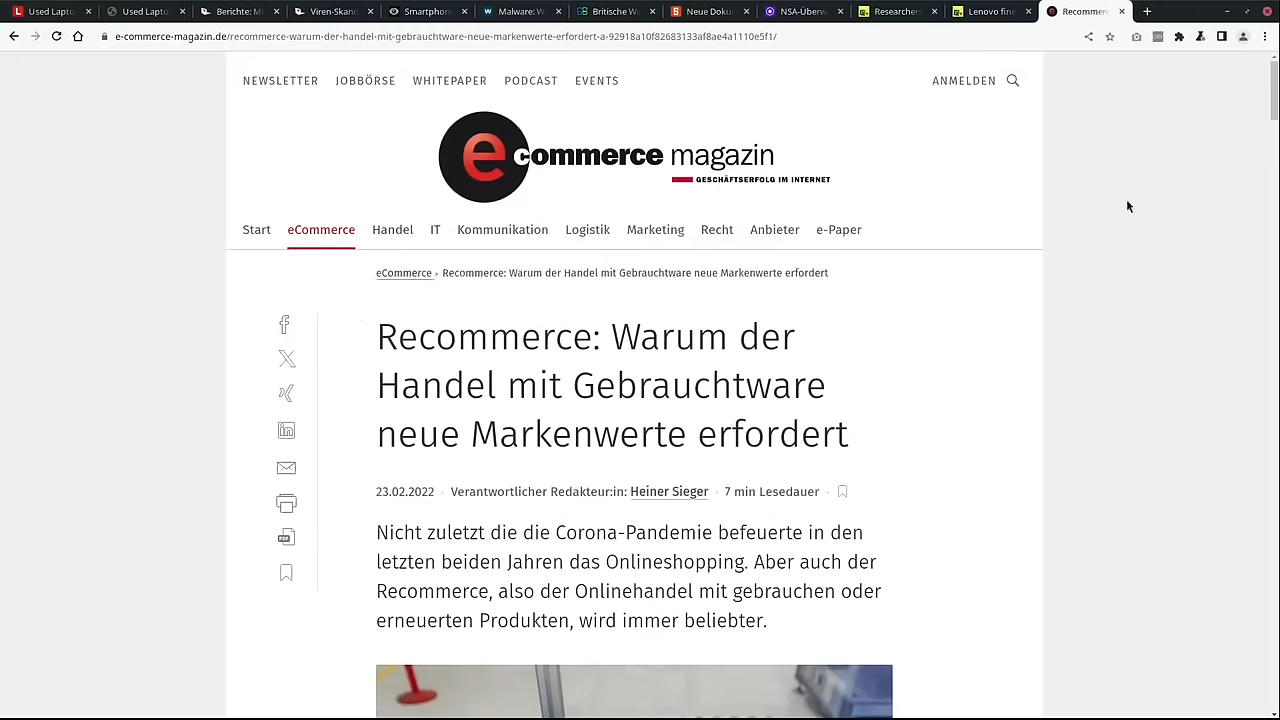 Used Lapto
Used Lapto
Berichte: Mi
Viren-Skand
Smartphon
Malware: W
Britische Wi
Neue Doku
NSA-Überw
Researchers
Lenovo fine
Recommer
e-commerce-magazin.de/recommerce-warum-der-handel-mit-gebrauchtware-neue-markenwerte-erfordert-a-92918a10f82683133af8ae4a1110e5f1/
NEWSLETTER JOBBÖRSE WHITEPAPER PODCAST EVENTS ANMELDEN
e commerce magazin
GESCHÄFTSERFOLG IM INTERNET
Start eCommerce Handel IT Kommunikation Logistik Marketing Recht Anbieter e-Paper
eCommerce > Recommerce: Warum der Handel mit Gebrauchtware neue Markenwerte erfordert
Recommerce: Warum der
Handel mit Gebrauchtware
neue Markenwerte erfordert
23.02.2022 · Verantwortlicher Redakteur:in: Heiner Sieger · 7 min Lesedauer ·
Nicht zuletzt die die Corona-Pandemie befeuerte in den
letzten beiden Jahren das Onlineshopping. Aber auch der
Recommerce, also der Onlinehandel mit gebrauchen oder
erneuerten Produkten, wird immer beliebter.